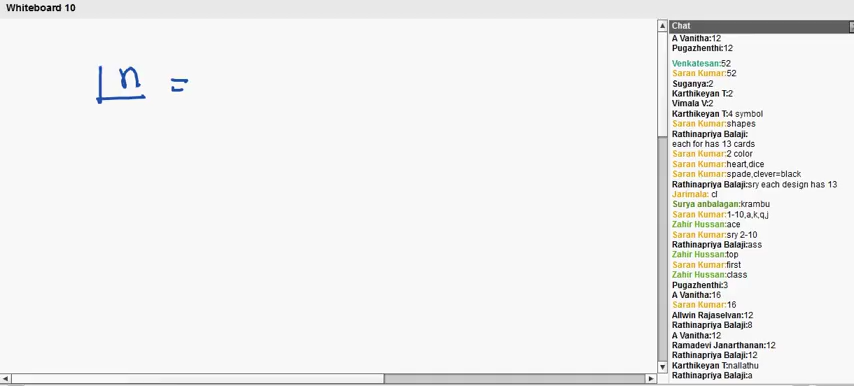 Whiteboard 10
n =
Chat
A Vanitha:12
Pugazhenthi:12
Venkatesan:52
Saran Kumar:52
Suganya:2
Karthikeyan T:2
Vimala V:2
Karthikeyan T:4 symbol
Saran Kumar:shapes
Rathinapriya Balaji:
each for has 13 cards
Saran Kumar:2 color
Saran Kumar:heart,dice
Saran Kumar:spade,clever=black
Rathinapriya Balaji:sry each design has 13
Jarimala: cl
Surya anbalagan:krambu
Saran Kumar:1-10,a,k,q,j
Zahir Hussan:ace
Saran Kumar:sry 2-10
Rathinapriya Balaji:ass
Zahir Hussan:top
Saran Kumar:first
Zahir Hussan:class
Pugazhenthi:3
A Vanitha:16
Saran Kumar:16
Allwin Rajaselvan:12
Rathinapriya Balaji:8
A Vanitha:12
Ramadevi Janarthanan:12
Rathinapriya Balaji:12
Karthikeyan T:nallathu
Rathinapriya Balaji:a